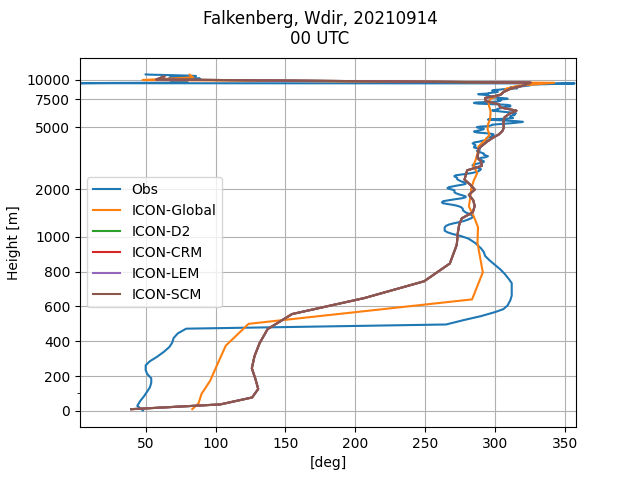 Falkenberg, Wdir, 20210914
00 UTC
Height [m]
10000
7500
5000
2000
1000
800
600
400
200
0
Obs
ICON-Global
ICON-D2
ICON-CRM
ICON-LEM
ICON-SCM
50 100 150 200 250 300 350
[deg]